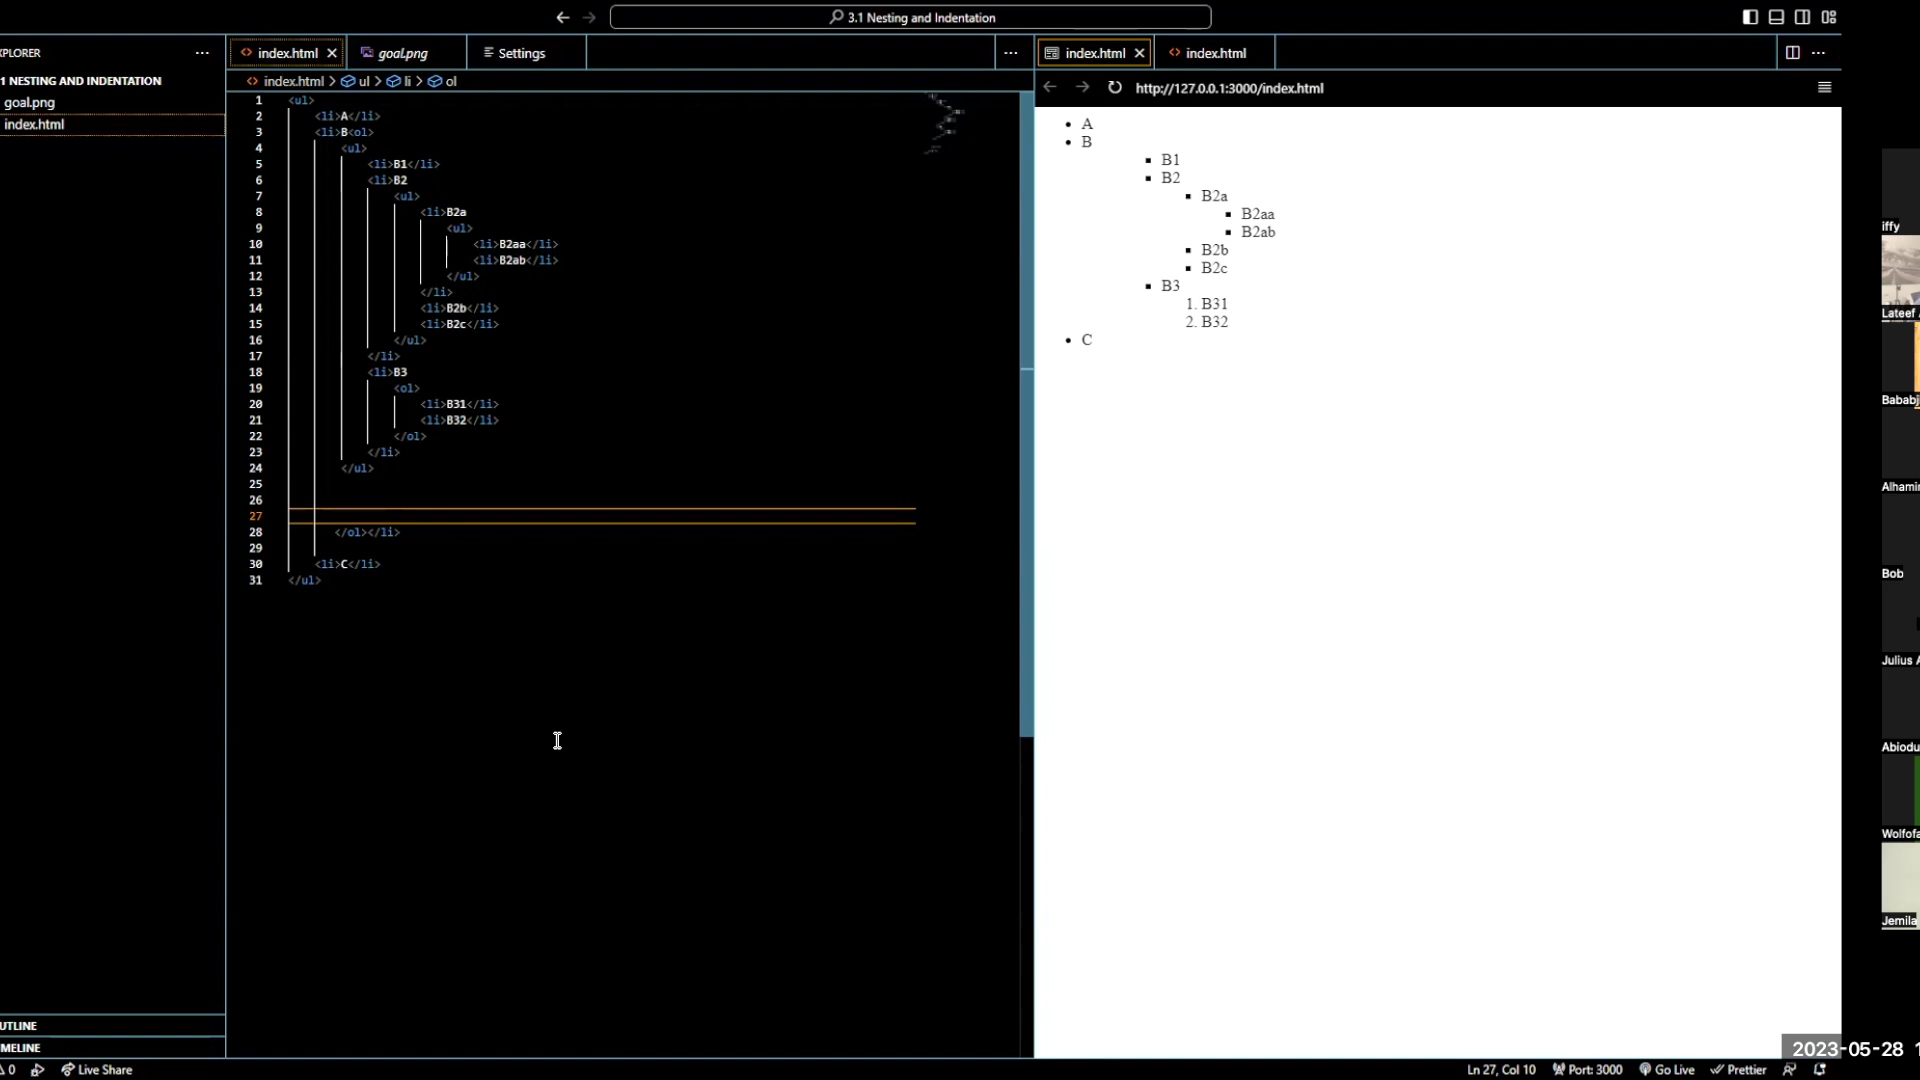 3.1 Nesting and Indentation
XPLORER
index.html
goal.png
Settings
index.html
index.html
1 NESTING AND INDENTATION
goal.png
index.html
index.html > ul > li > ol
http://127.0.0.1:3000/index.html
1 <ul>
2 <li>A</li>
3 <li>B<ol>
4 <ul>
5 <li>B1</li>
6 <li>B2
7 <ul>
8 <li>B2a
9 <ul>
10 <li>B2aa</li>
11 <li>B2ab</li>
12 </ul>
13 </li>
14 <li>B2b</li>
15 <li>B2c</li>
16 </ul>
17 </li>
18 <li>B3
19 <ol>
20 <li>B31</li>
21 <li>B32</li>
22 </ol>
23 </li>
24 </ul>
25
26
27
28 </ol></li>
29
30 <li>C</li>
31 </ul>
• A
• B
▪ B1
▪ B2
▪ B2a
▪ B2aa
▪ B2ab
▪ B2b
▪ B2c
▪ B3
1. B31
2. B32
• C
iffy
Lateef
Bababj
Alhamin
Bob
Julius A
Abiodu
Wolfofa
Jemila
UTLINE
MELINE
2023-05-28 1
0
Live Share
Ln 27, Col 10
Port: 3000
Go Live
Prettier